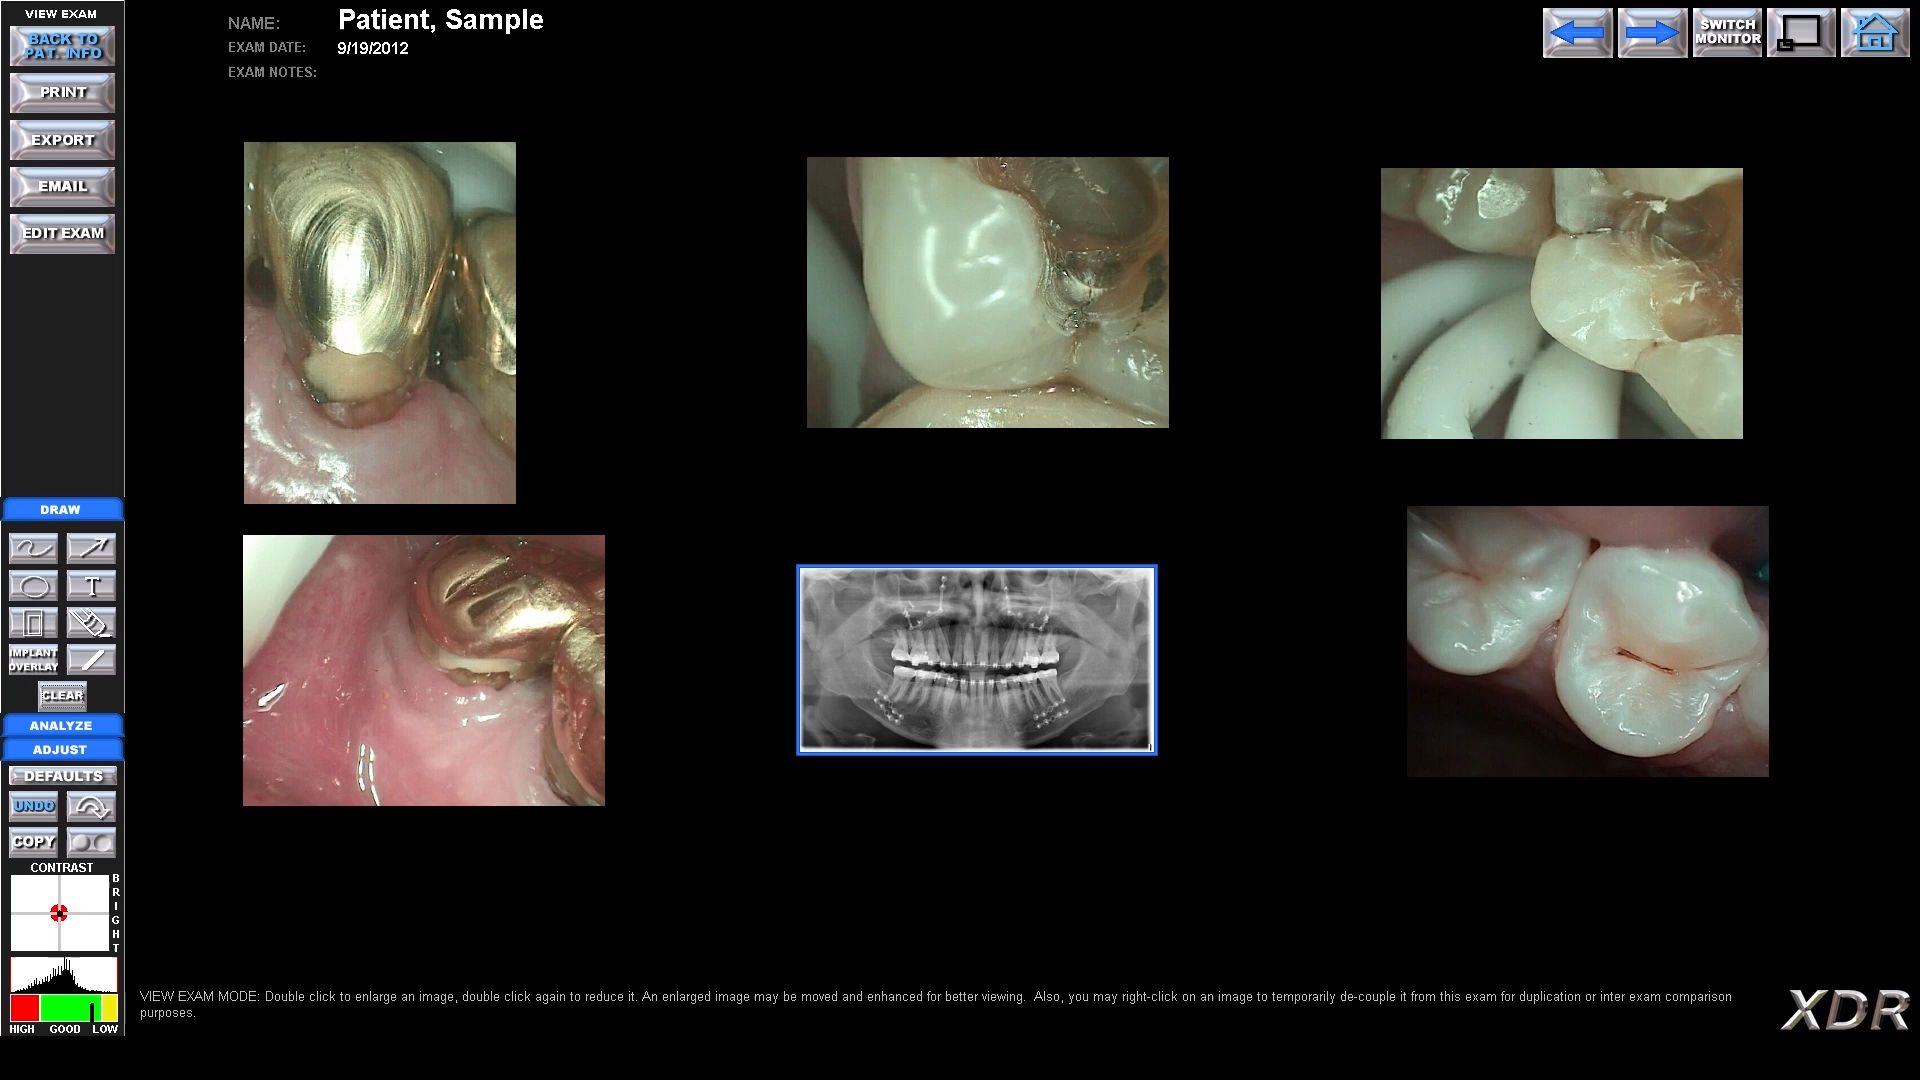 VIEW EXAM
BACK TO
PAT. INFO
PRINT
EXPORT
EMAIL
EDIT EXAM
NAME: Patient, Sample
EXAM DATE: 9/19/2012
EXAM NOTES:
SWITCH
MONITOR
DRAW
T
IMPLANT
OVERLAY
CLEAR
ANALYZE
ADJUST
DEFAULTS
UNDO
COPY
CONTRAST
BRIGHT
HIGH GOOD LOW
VIEW EXAM MODE: Double click to enlarge an image, double click again to reduce it. An enlarged image may be moved and enhanced for better viewing. Also, you may right-click on an image to temporarily de-couple it from this exam for duplication or inter exam comparison
purposes.
XDR